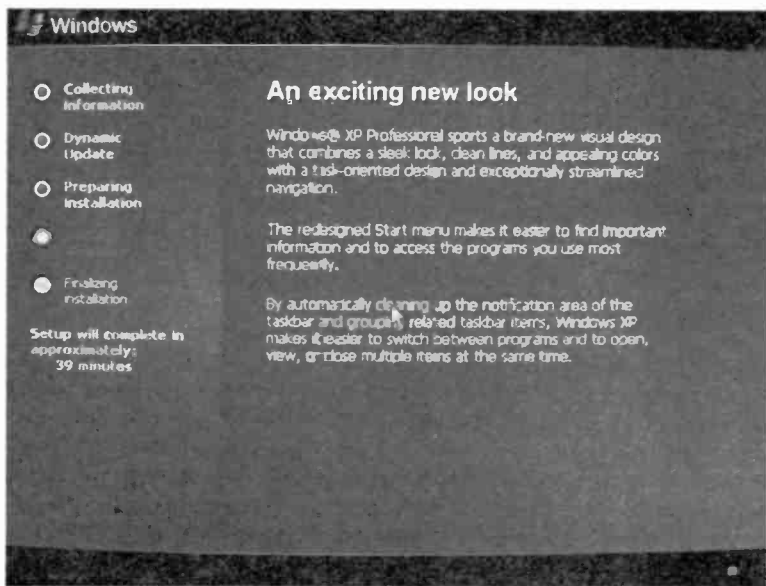 Windows
Collecting
information
Dynamic
Update
Preparing
installation
Finalizing
installation
Setup will complete in
approximately:
39 minutes
An exciting new look
Windows® XP Professional sports a brand-new visual design
that combines a sleek look, clean lines, and appealing colors
with a task-oriented design and exceptionally streamlined
navigation.
The redesigned Start menu makes it easier to find important
information and to access the programs you use most
frequently.
By automatically cleaning up the notification area of the
taskbar and grouping related taskbar items, Windows XP
makes it easier to switch between programs and to open,
view, or close multiple items at the same time.